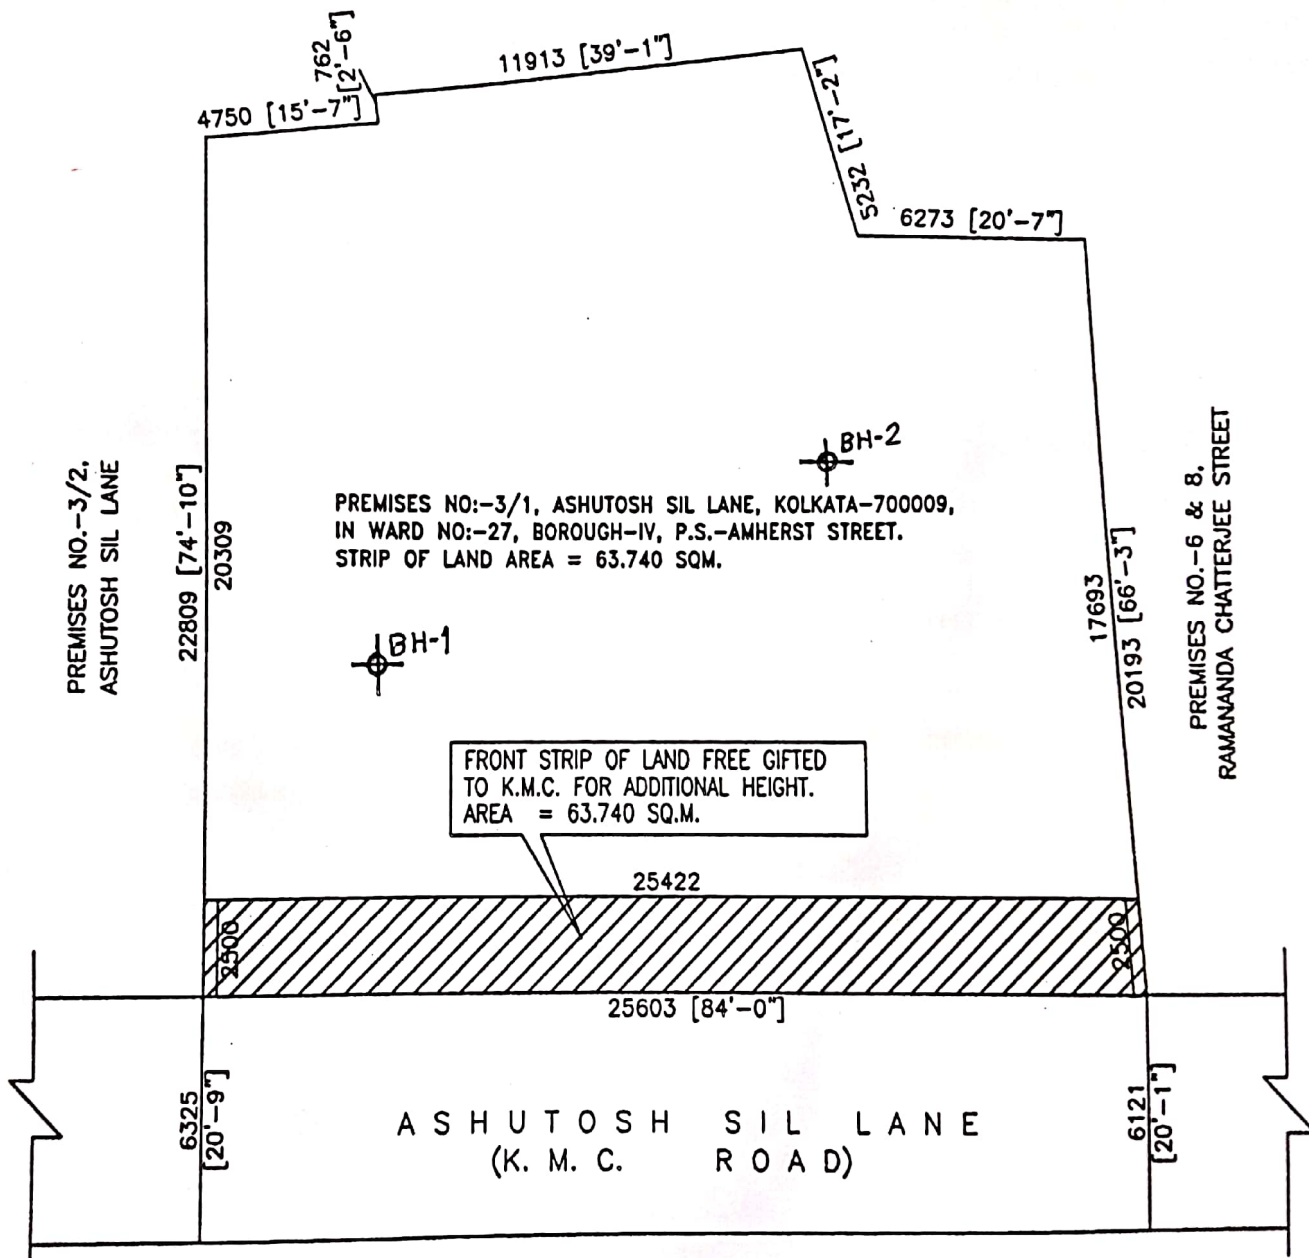 762
[2'-6"]
11913 [39'-1"]
4750 [15'-7"]
5232 [17'-2"]
6273 [20'-7"]
PREMISES NO.-3/2,
ASHUTOSH SIL LANE
22809 [74'-10"]
20309
BH-2
PREMISES NO:-3/1, ASHUTOSH SIL LANE, KOLKATA-700009,
IN WARD NO:-27, BOROUGH-IV, P.S.-AMHERST STREET.
STRIP OF LAND AREA = 63.740 SQM.
BH-1
17693
20193 [66'-3"]
PREMISES NO.-6 & 8,
RAMANANDA CHATTERJEE STREET
FRONT STRIP OF LAND FREE GIFTED
TO K.M.C. FOR ADDITIONAL HEIGHT.
AREA = 63.740 SQ.M.
25422
2500
2500
25603 [84'-0"]
6325
[20'-9"]
ASHUTOSH SIL LANE
(K. M. C. ROAD)
6121
[20'-1"]